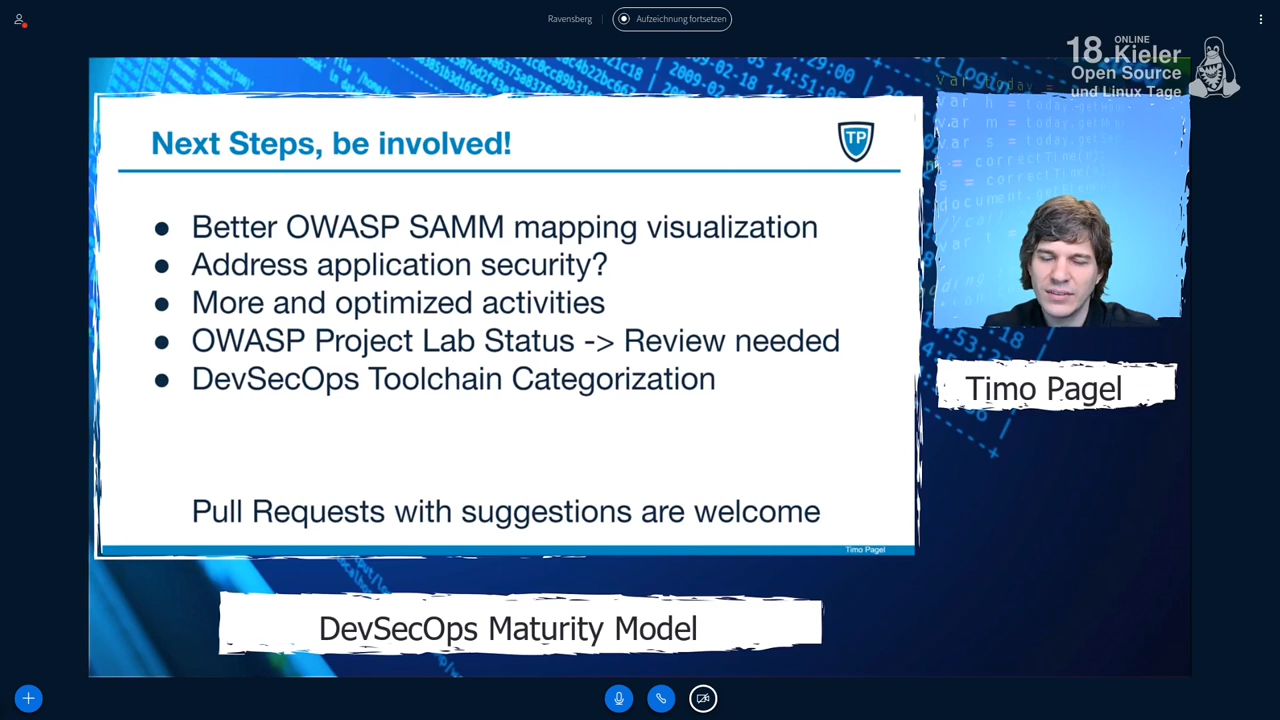 Ravensberg
Aufzeichnung fortsetzen
ONLINE
18.Kieler
Open Source
und Linux Tage
Next Steps, be involved!
TP
● Better OWASP SAMM mapping visualization
● Address application security?
● More and optimized activities
● OWASP Project Lab Status -> Review needed
● DevSecOps Toolchain Categorization
Pull Requests with suggestions are welcome
Timo Pagel
Timo Pagel
DevSecOps Maturity Model